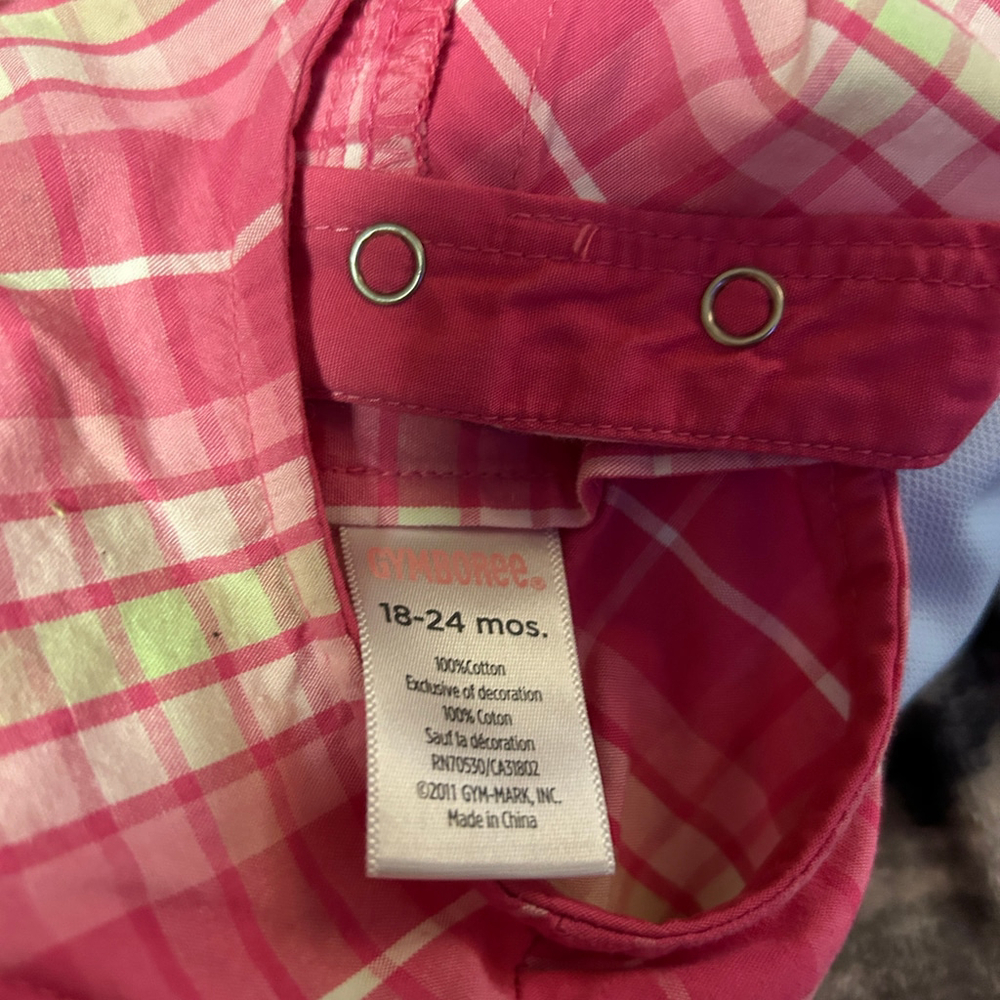 GYMBOREE®
18-24 mos.
100%Cotton
Exclusive of decoration
100% Coton
Sauf la décoration
RN70530/CA31802
©2011 GYM-MARK, INC.
Made in China